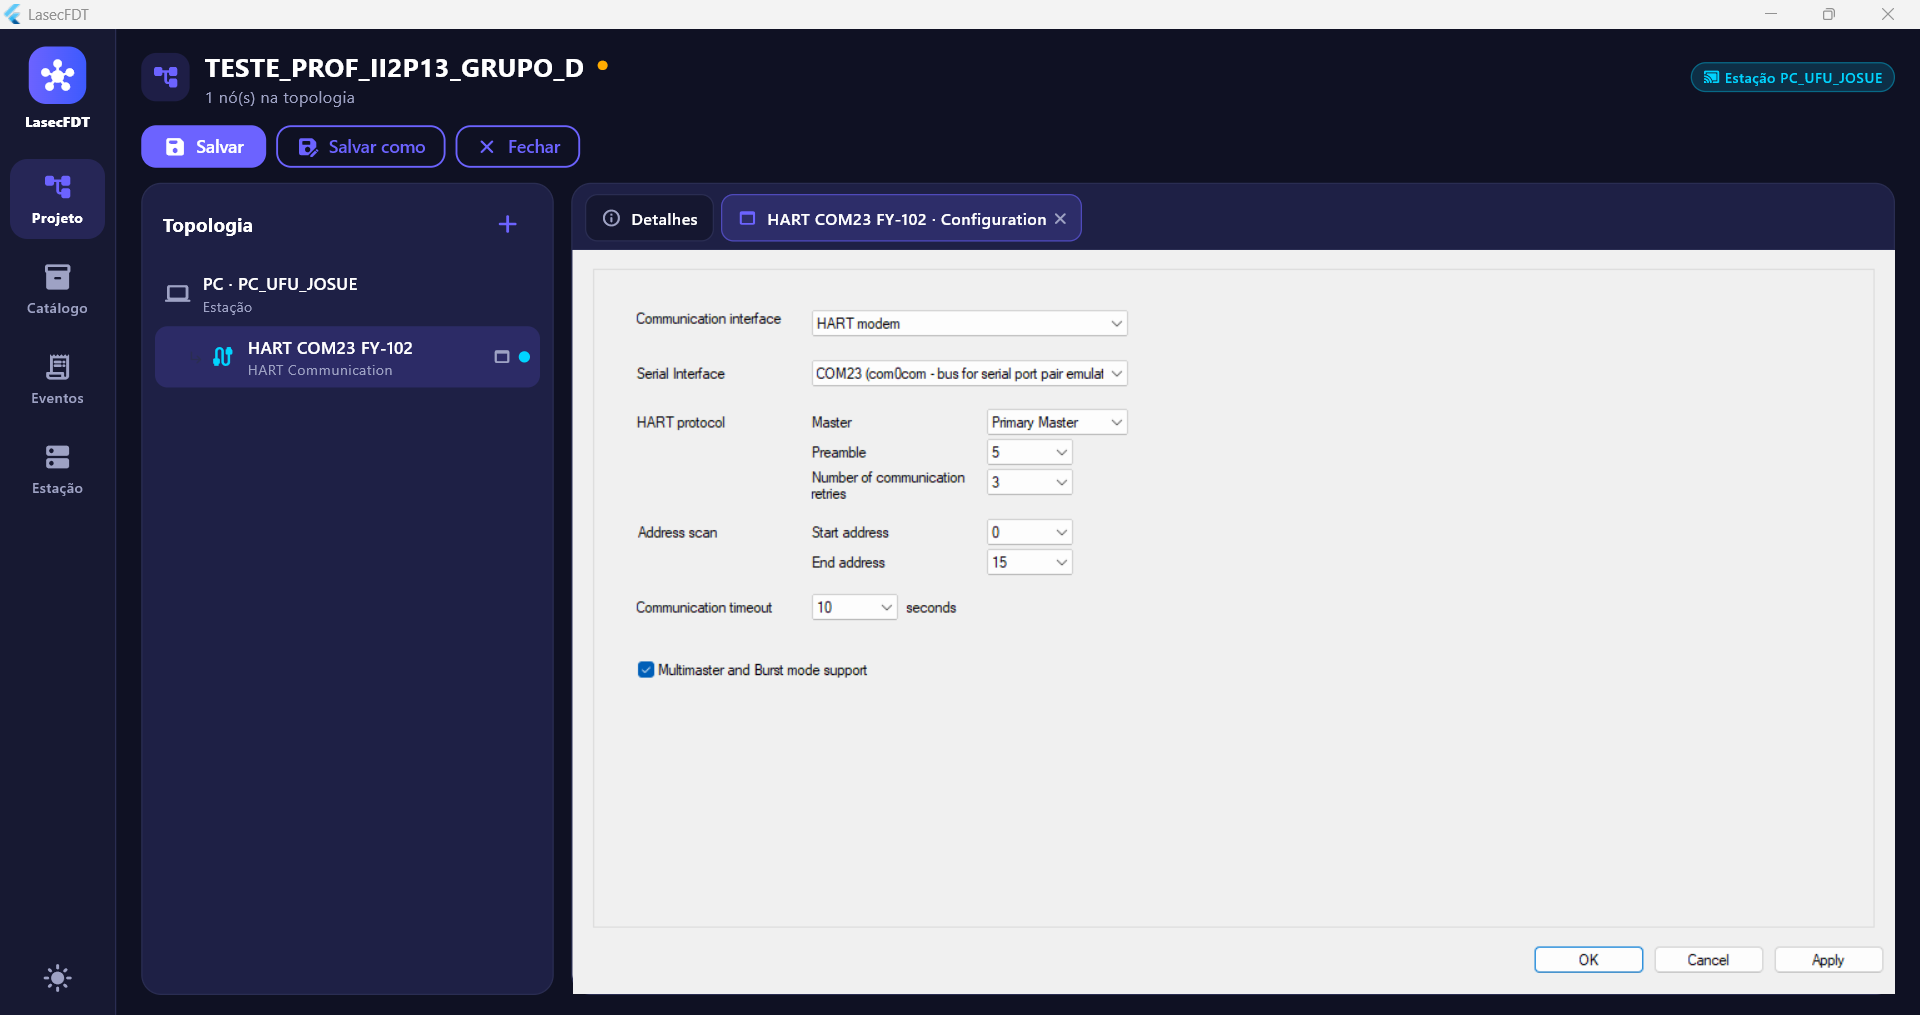 LasecFDT
LasecFDT
Projeto
Catálogo
Eventos
Estação
TESTE_PROF_II2P13_GRUPO_D
1 nó(s) na topologia
Estação PC_UFU_JOSUE
Salvar
Salvar como
Fechar
Topologia
PC · PC_UFU_JOSUE
Estação
HART COM23 FY-102
HART Communication
Detalhes
HART COM23 FY-102 · Configuration
Communication interface
HART modem
Serial Interface
COM23 (com0com - bus for serial port pair emulat
HART protocol
Master
Primary Master
Preamble
5
Number of communication
retries
3
Address scan
Start address
0
End address
15
Communication timeout
10
seconds
Multimaster and Burst mode support
OK
Cancel
Apply